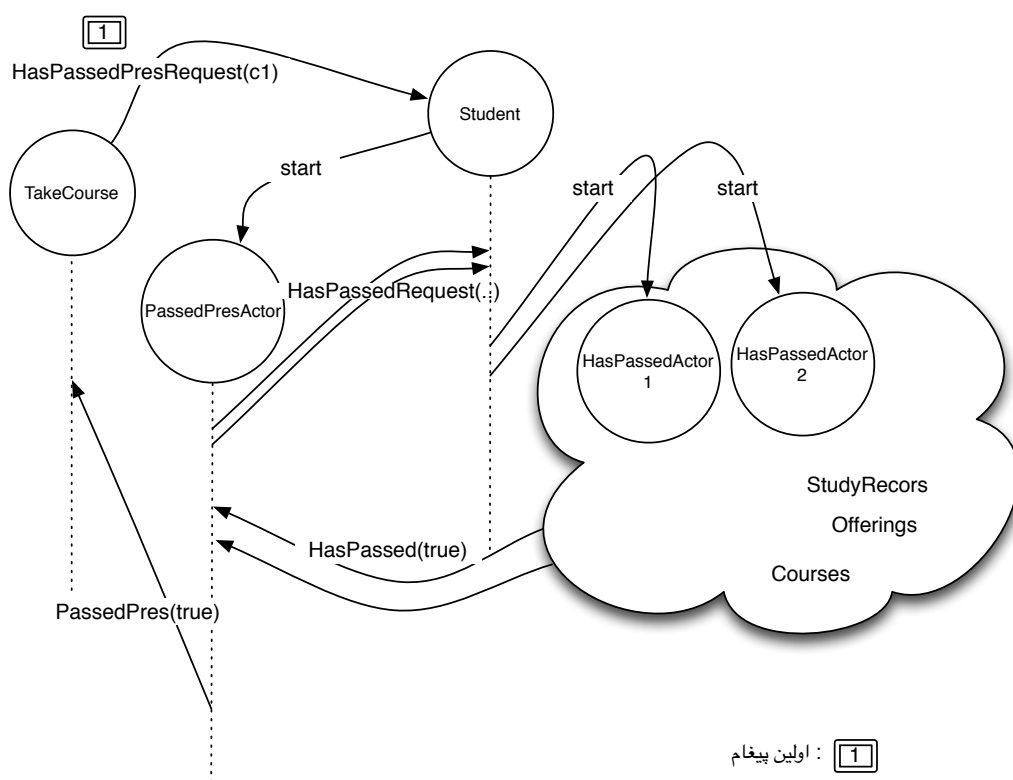 1
HasPassedPresRequest(c1)
Student
start
TakeCourse
start
start
PassedPresActor
HasPassedRequest(..)
HasPassedActor
1
HasPassedActor
2
StudyRecors
Offerings
HasPassed(true)
Courses
PassedPres(true)
1 : اولین پیغام